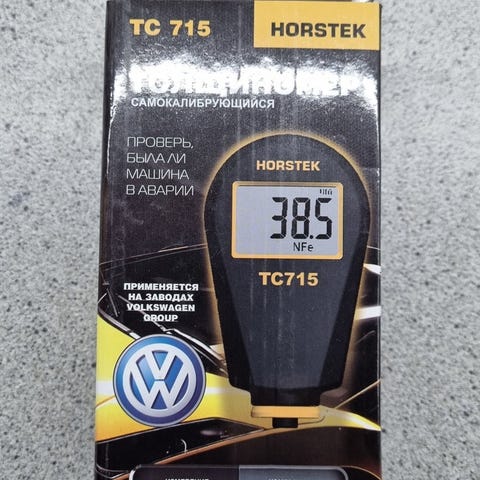 TC 715
HORSTEK
ТОЛЩИНОМЕР
САМОКАЛИБРУЮЩИЙСЯ
ПРОВЕРЬ,
БЫЛА ЛИ
МАШИНА
В АВАРИИ
HORSTEK
38.5
NFe
TC715
ПРИМЕНЯЕТСЯ
НА ЗАВОДАХ
VOLKSWAGEN
GROUP
VW